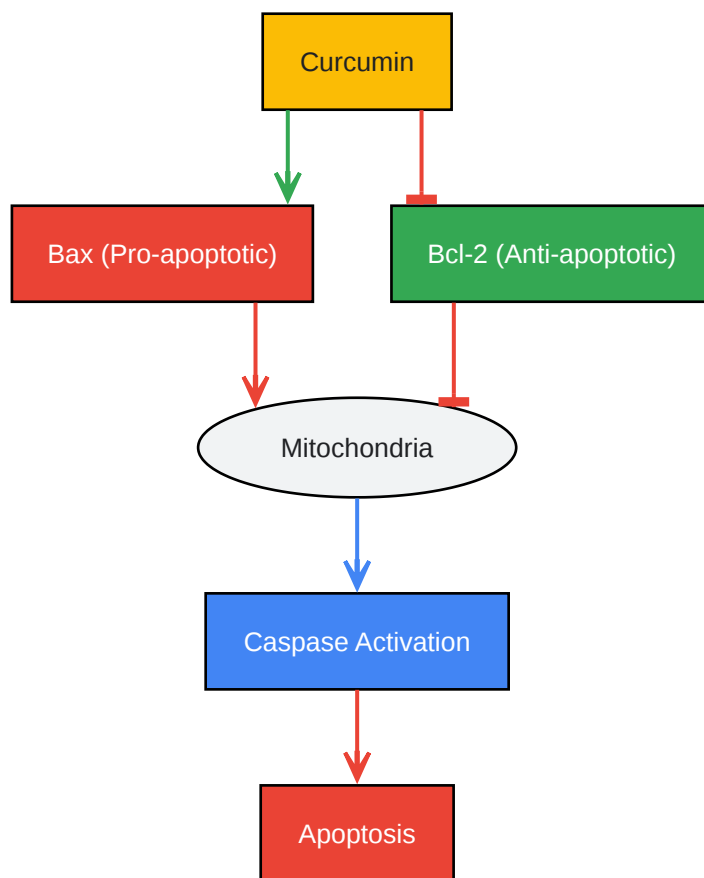 Curcumin
Bax (Pro-apoptotic)
Bcl-2 (Anti-apoptotic)
Mitochondria
Caspase Activation
Apoptosis